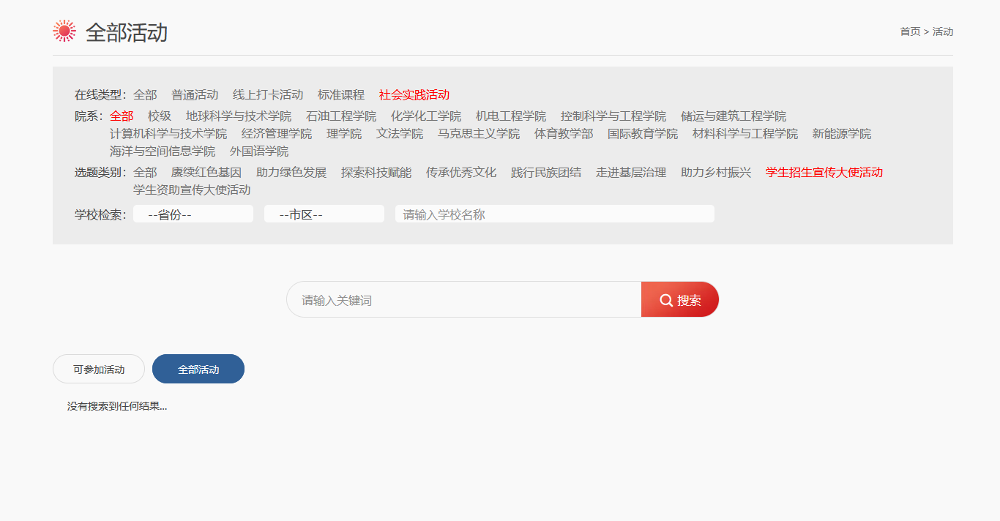 全部活动
首页 > 活动
在线类型： 全部 普通活动 线上打卡活动 标准课程 社会实践活动
院系： 全部 校级 地球科学与技术学院 石油工程学院 化学化工学院 机电工程学院 控制科学与工程学院 储运与建筑工程学院
计算机科学与技术学院 经济管理学院 理学院 文法学院 马克思主义学院 体育教学部 国际教育学院 材料科学与工程学院 新能源学院
海洋与空间信息学院 外国语学院
选题类别： 全部 赓续红色基因 助力绿色发展 探索科技赋能 传承优秀文化 践行民族团结 走进基层治理 助力乡村振兴 学生招生宣传大使活动
学生资助宣传大使活动
学校检索： --省份-- --市区-- 请输入学校名称
请输入关键词 搜索
可参加活动 全部活动
没有搜索到任何结果...